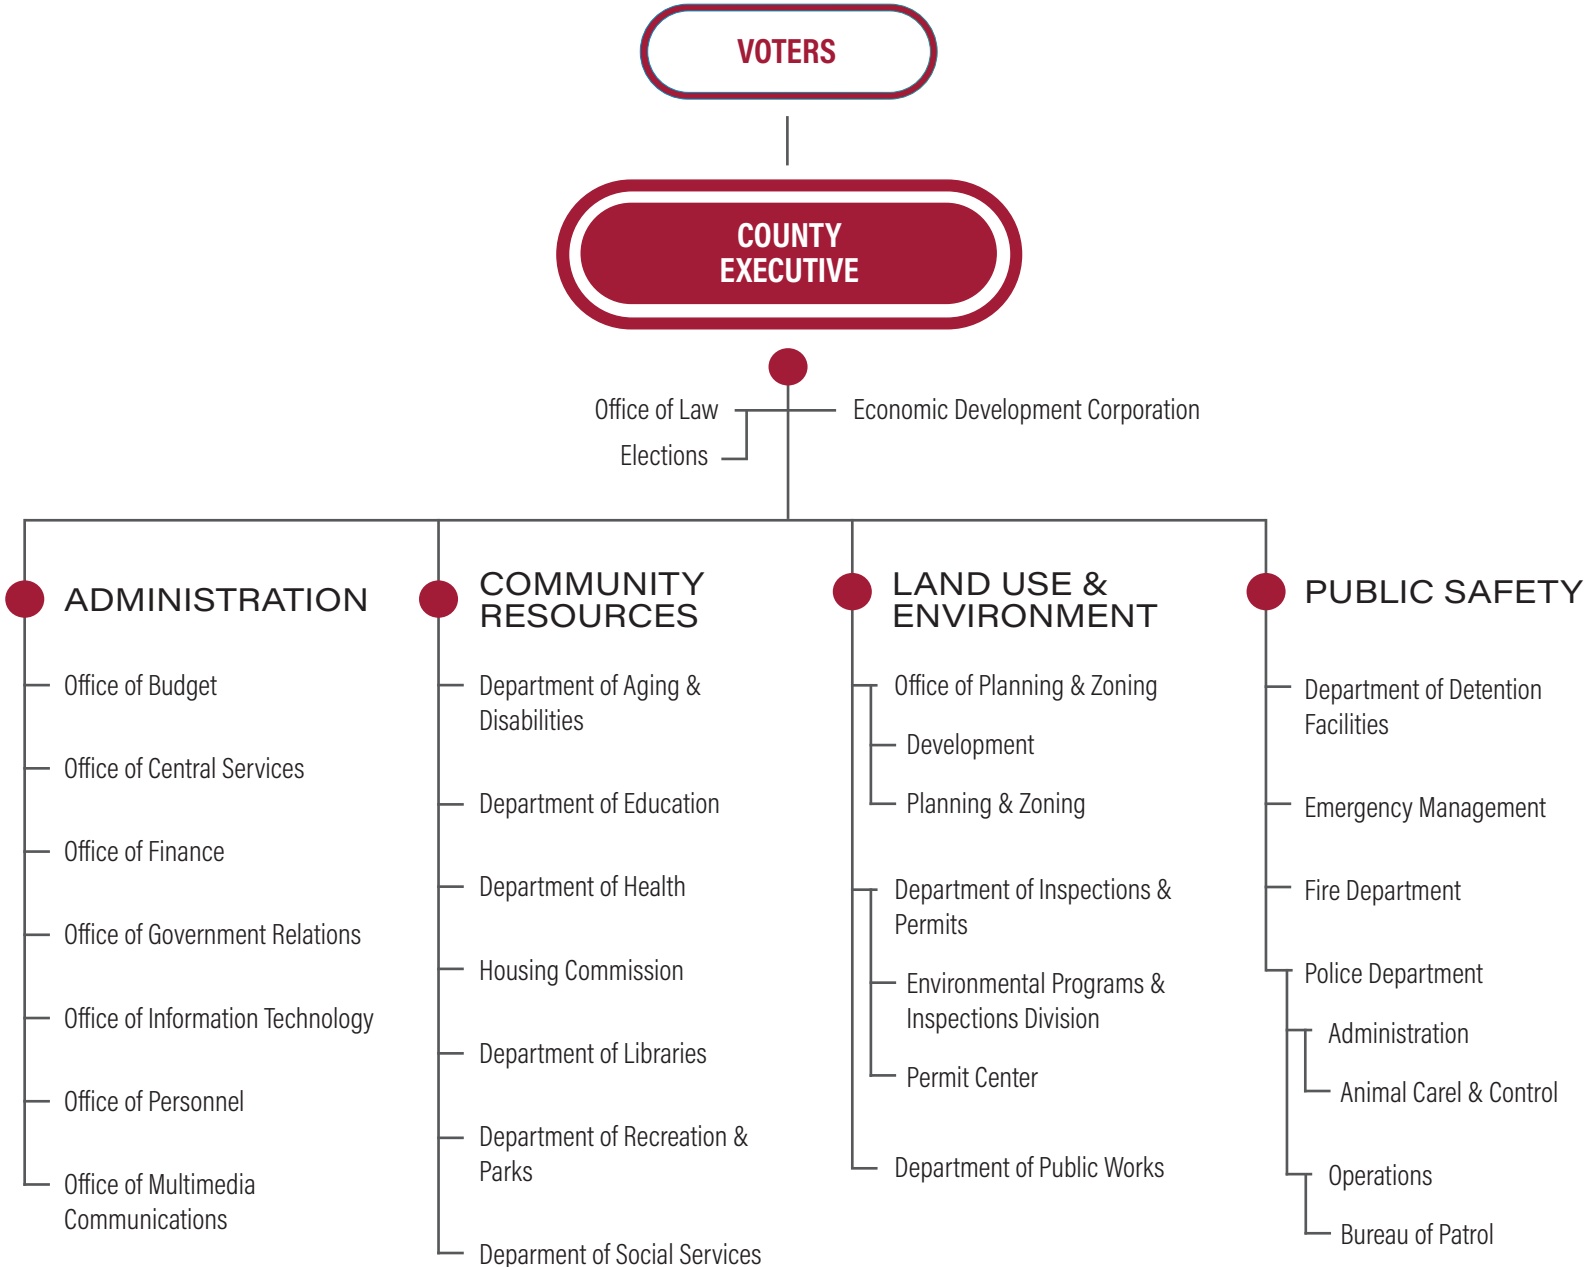 VOTERS
COUNTY
EXECUTIVE
Office of Law
Economic Development Corporation
Elections
ADMINISTRATION
Office of Budget
Office of Central Services
Office of Finance
Office of Government Relations
Office of Information Technology
Office of Personnel
Office of Multimedia
Communications
COMMUNITY
RESOURCES
Department of Aging &
Disabilities
Department of Education
Department of Health
Housing Commission
Department of Libraries
Department of Recreation &
Parks
Deparment of Social Services
LAND USE &
ENVIRONMENT
Office of Planning & Zoning
Development
Planning & Zoning
Department of Inspections &
Permits
Environmental Programs &
Inspections Division
Permit Center
Department of Public Works
PUBLIC SAFETY
Department of Detention
Facilities
Emergency Management
Fire Department
Police Department
Administration
Animal Carel & Control
Operations
Bureau of Patrol